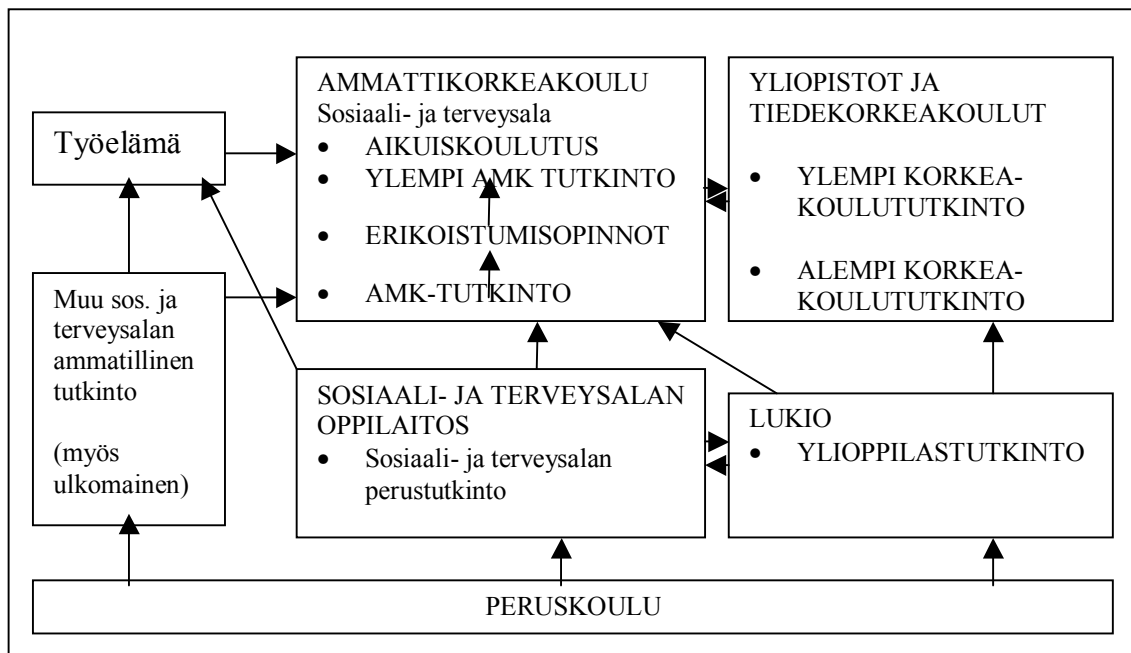 AMMATTIKORKEAKOULU
Sosiaali- ja terveysala
• AIKUISKOULUTUS
• YLEMPI AMK TUTKINTO
• ERIKOISTUMISOPINNOT
• AMK-TUTKINTO
YLIOPISTOT JA
TIEDEKORKEAKOULUT
• YLEMPI KORKEA-
KOULUTUTKINTO
• ALEMPI KORKEA-
KOULUTUTKINTO
Työelämä
Muu sos. ja
terveysalan
ammatillinen
tutkinto
(myös
ulkomainen)
SOSIAALI- JA TERVEYSALAN
OPPILAITOS
• Sosiaali- ja terveysalan
perustutkinto
LUKIO
• YLIOPPILASTUTKINTO
PERUSKOULU